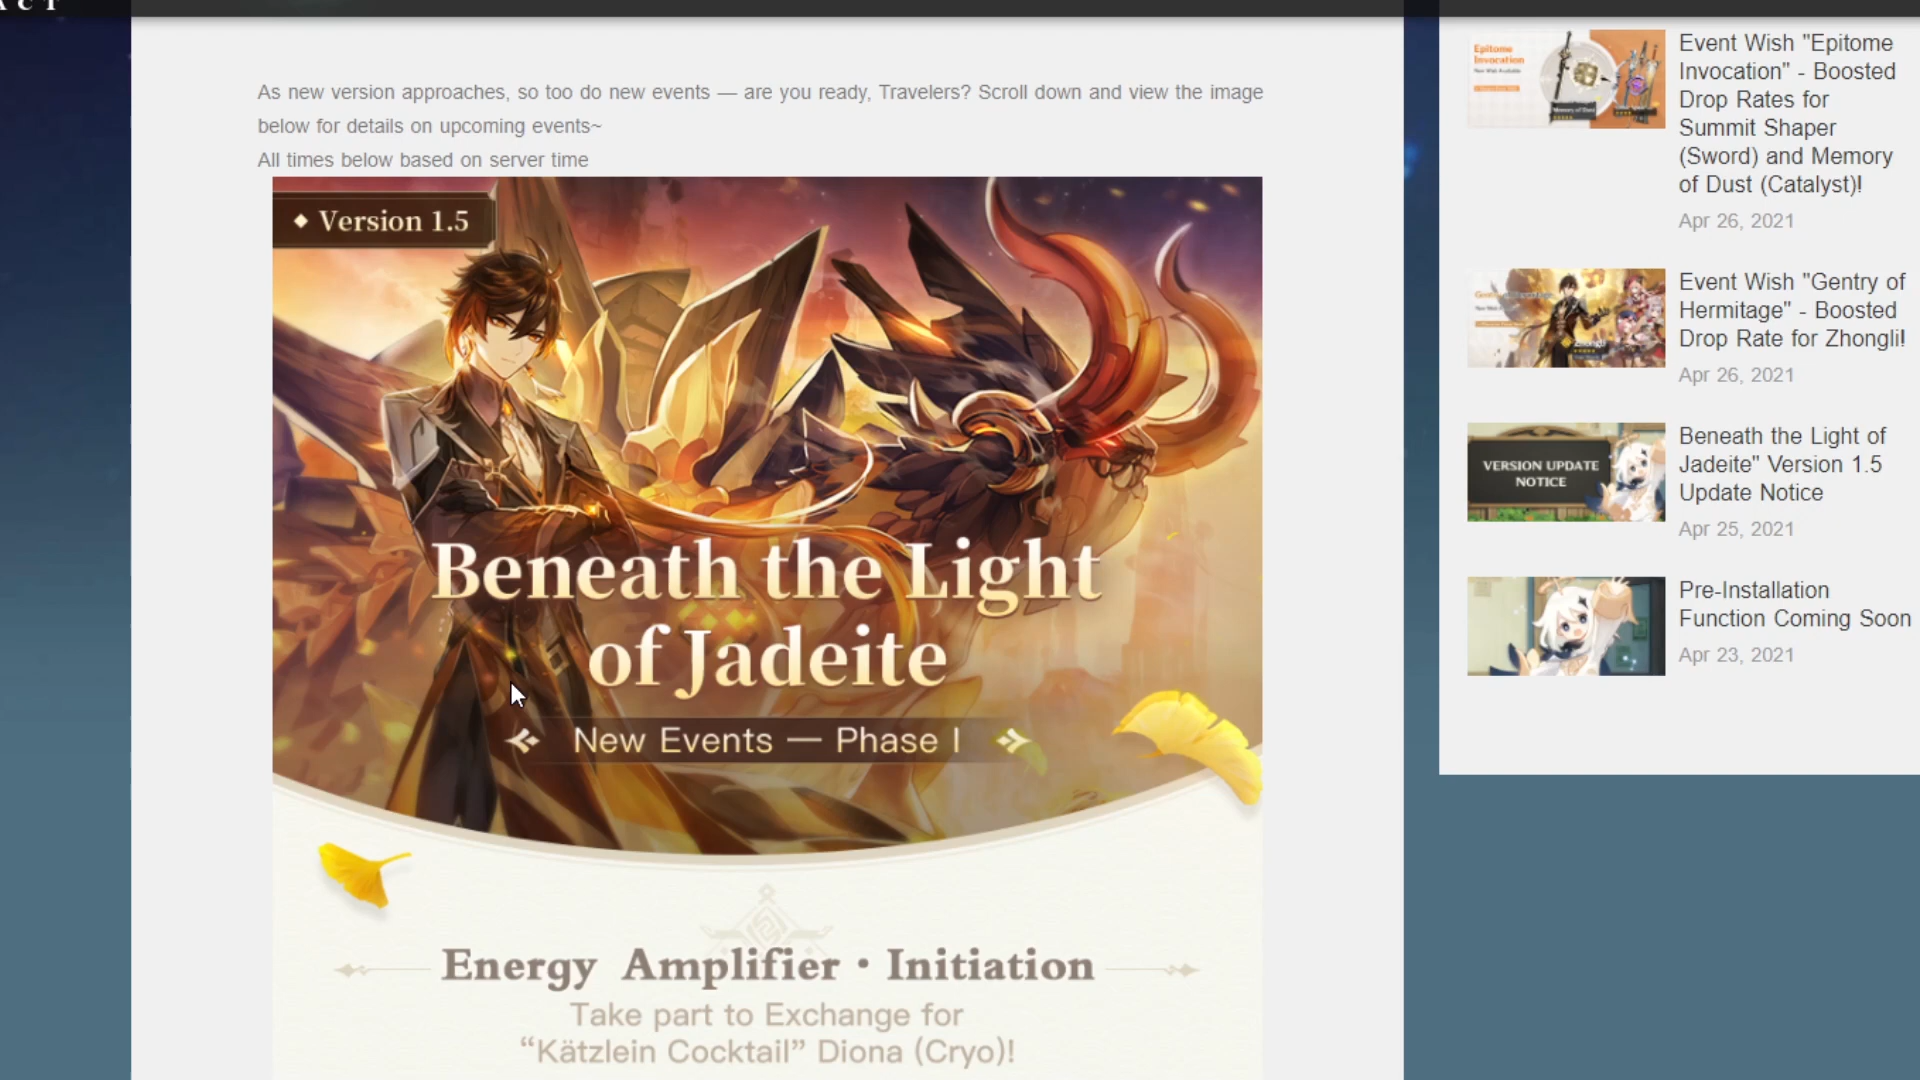 As new version approaches, so too do new events — are you ready, Travelers? Scroll down and view the image
below for details on upcoming events~
All times below based on server time
Version 1.5
Beneath the Light
of Jadeite
New Events — Phase I
Energy Amplifier · Initiation
Take part to Exchange for
“Kätzlein Cocktail” Diona (Cryo)!
Epitome
Invocation
Event Wish "Epitome
Invocation" - Boosted
Drop Rates for
Summit Shaper
(Sword) and Memory
of Dust (Catalyst)!
Apr 26, 2021
Zhongli
Event Wish "Gentry of
Hermitage" - Boosted
Drop Rate for Zhongli!
Apr 26, 2021
VERSION UPDATE
NOTICE
Beneath the Light of
Jadeite" Version 1.5
Update Notice
Apr 25, 2021
Pre-Installation
Function Coming Soon
Apr 23, 2021